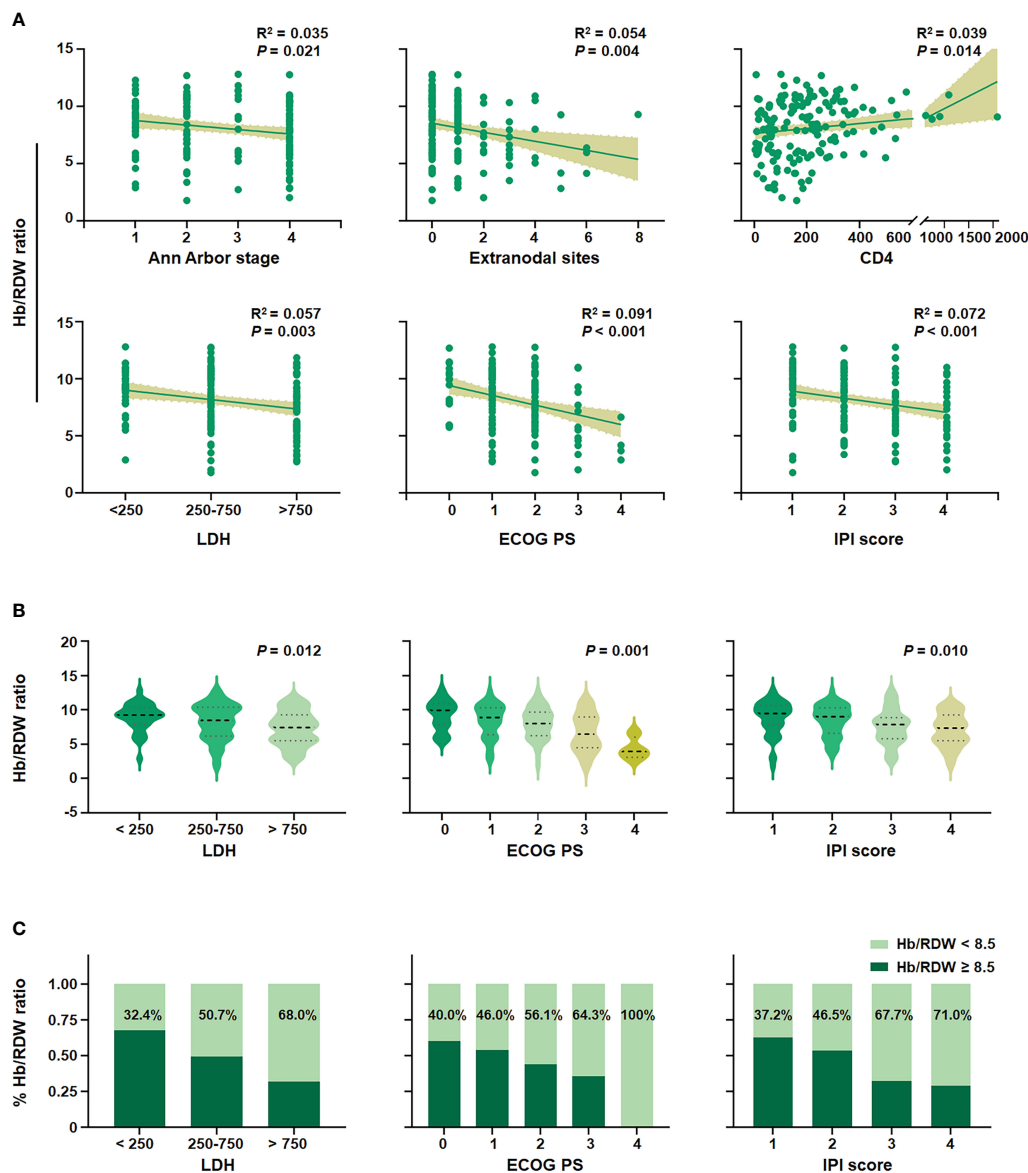 A
Hb/RDW ratio
R² = 0.035
P = 0.021
15
10
5
0
1 2 3 4
Ann Arbor stage
R² = 0.054
P = 0.004
0 2 4 6 8
Extranodal sites
R² = 0.039
P = 0.014
0 200 400 600 1000 1500 2000
CD4
R² = 0.057
P = 0.003
15
10
5
0
<250 250-750 >750
LDH
R² = 0.091
P < 0.001
0 1 2 3 4
ECOG PS
R² = 0.072
P < 0.001
1 2 3 4
IPI score
B
Hb/RDW ratio
20
15
10
5
0
-5
P = 0.012
< 250 250-750 > 750
LDH
P = 0.001
0 1 2 3 4
ECOG PS
P = 0.010
1 2 3 4
IPI score
C
Hb/RDW < 8.5
Hb/RDW ≥ 8.5
% Hb/RDW ratio
1.00
0.75
0.50
0.25
0
32.4% 50.7% 68.0%
< 250 250-750 > 750
LDH
40.0% 46.0% 56.1% 64.3% 100%
0 1 2 3 4
ECOG PS
37.2% 46.5% 67.7% 71.0%
1 2 3 4
IPI score